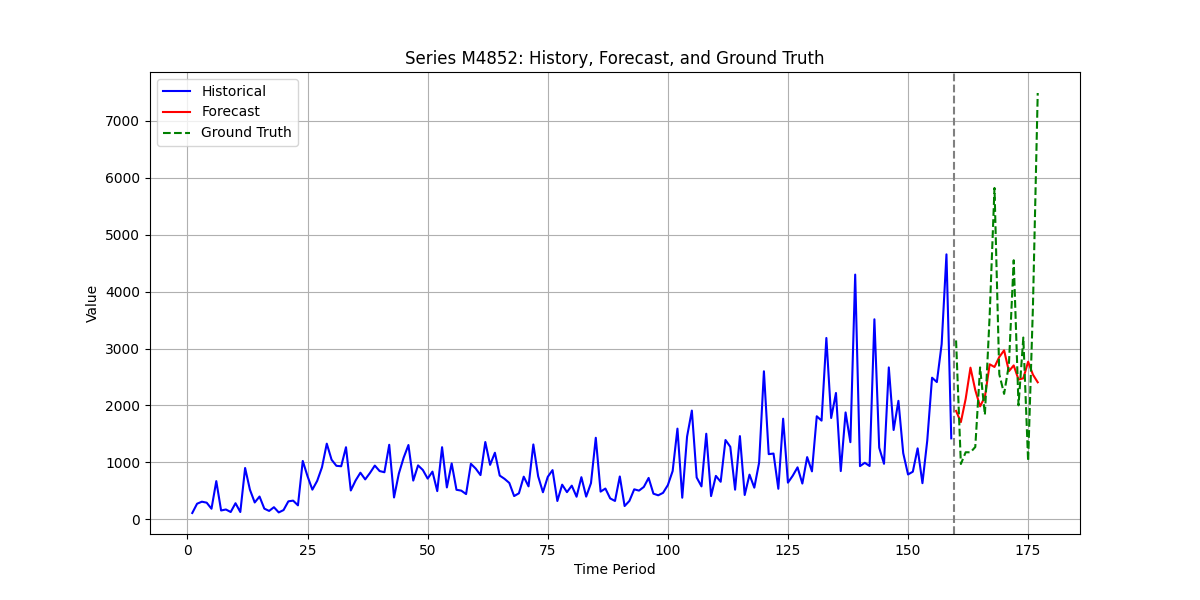 Series M4852: History, Forecast, and Ground Truth
Historical
Forecast
Ground Truth
Value
7000
6000
5000
4000
3000
2000
1000
0
0 25 50 75 100 125 150 175
Time Period